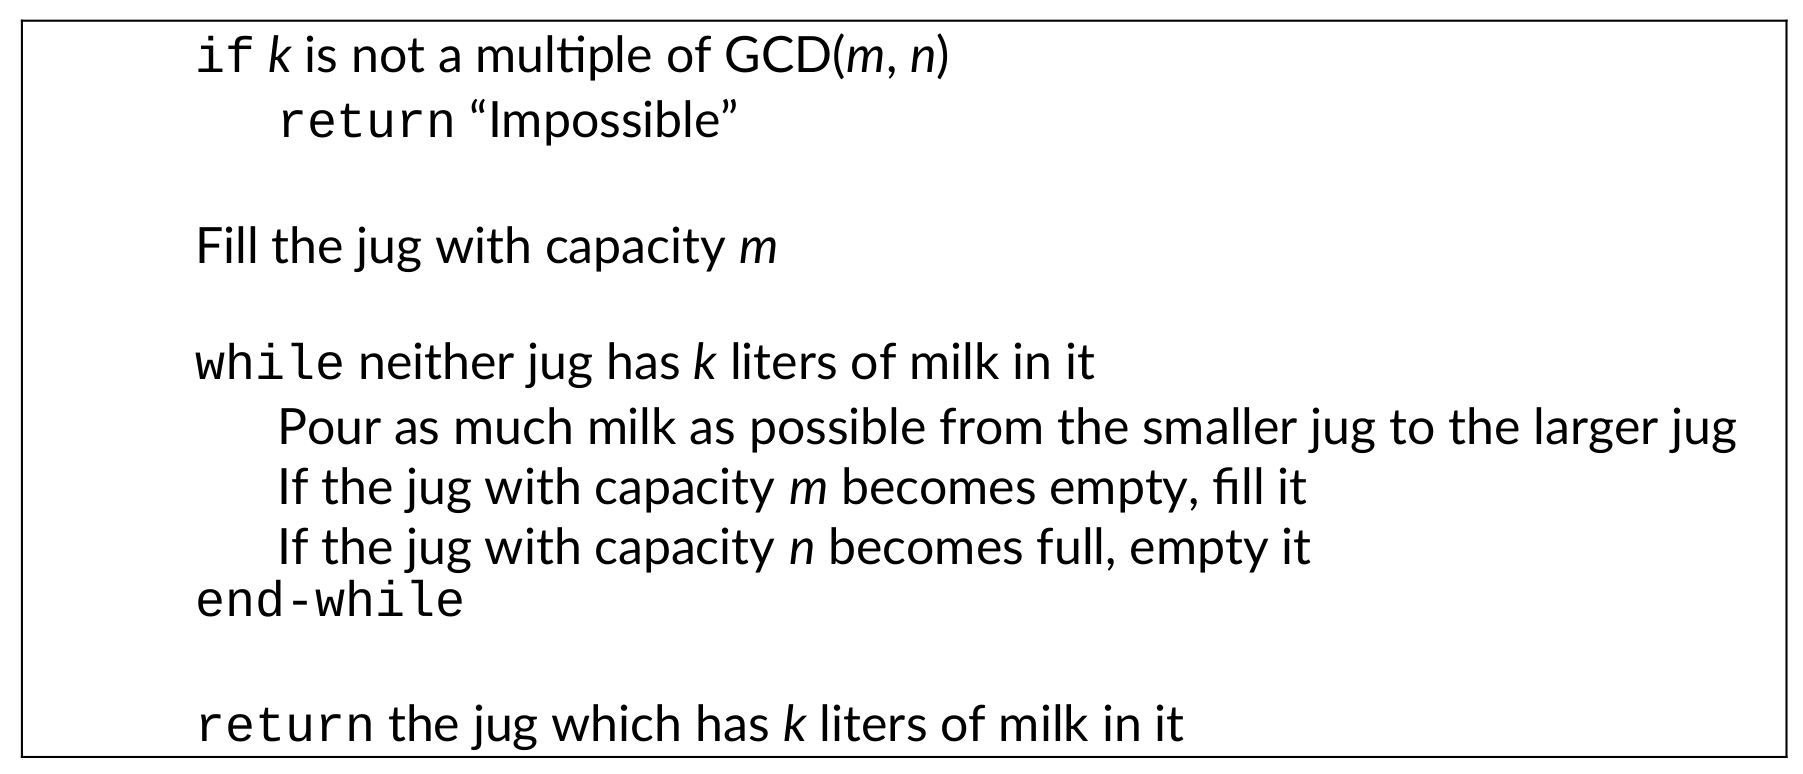 if k is not a multiple of GCD(m, n)
return “Impossible”
Fill the jug with capacity m
while neither jug has k liters of milk in it
Pour as much milk as possible from the smaller jug to the larger jug
If the jug with capacity m becomes empty, fill it
If the jug with capacity n becomes full, empty it
end-while
return the jug which has k liters of milk in it